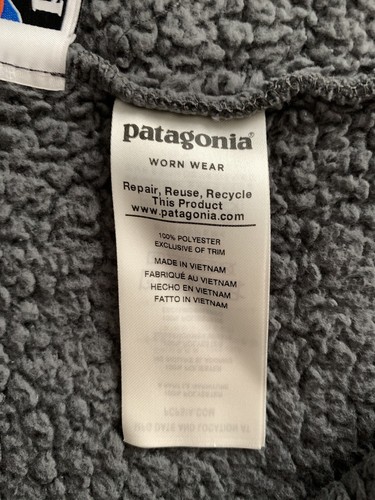 patagonia®
WORN WEAR
Repair, Reuse, Recycle
This Product
www.patagonia.com
100% POLYESTER
EXCLUSIVE OF TRIM
MADE IN VIETNAM
FABRIQUÉ AU VIETNAM
HECHO EN VIETNAM
FATTO IN VIETNAM